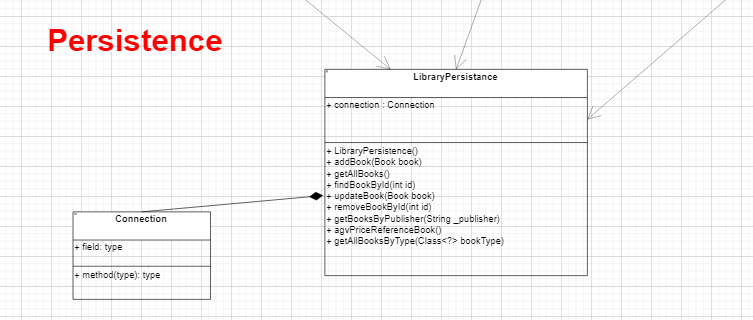 Persistence
LibraryPersistance
+ connection : Connection
+ LibraryPersistence()
+ addBook(Book book)
+ getAllBooks()
+ findBookById(int id)
+ updateBook(Book book)
+ removeBookById(int id)
+ getBooksByPublisher(String _publisher)
+ agvPriceReferenceBook()
+ getAllBooksByType(Class<?> bookType)
Connection
+ field: type
+ method(type): type